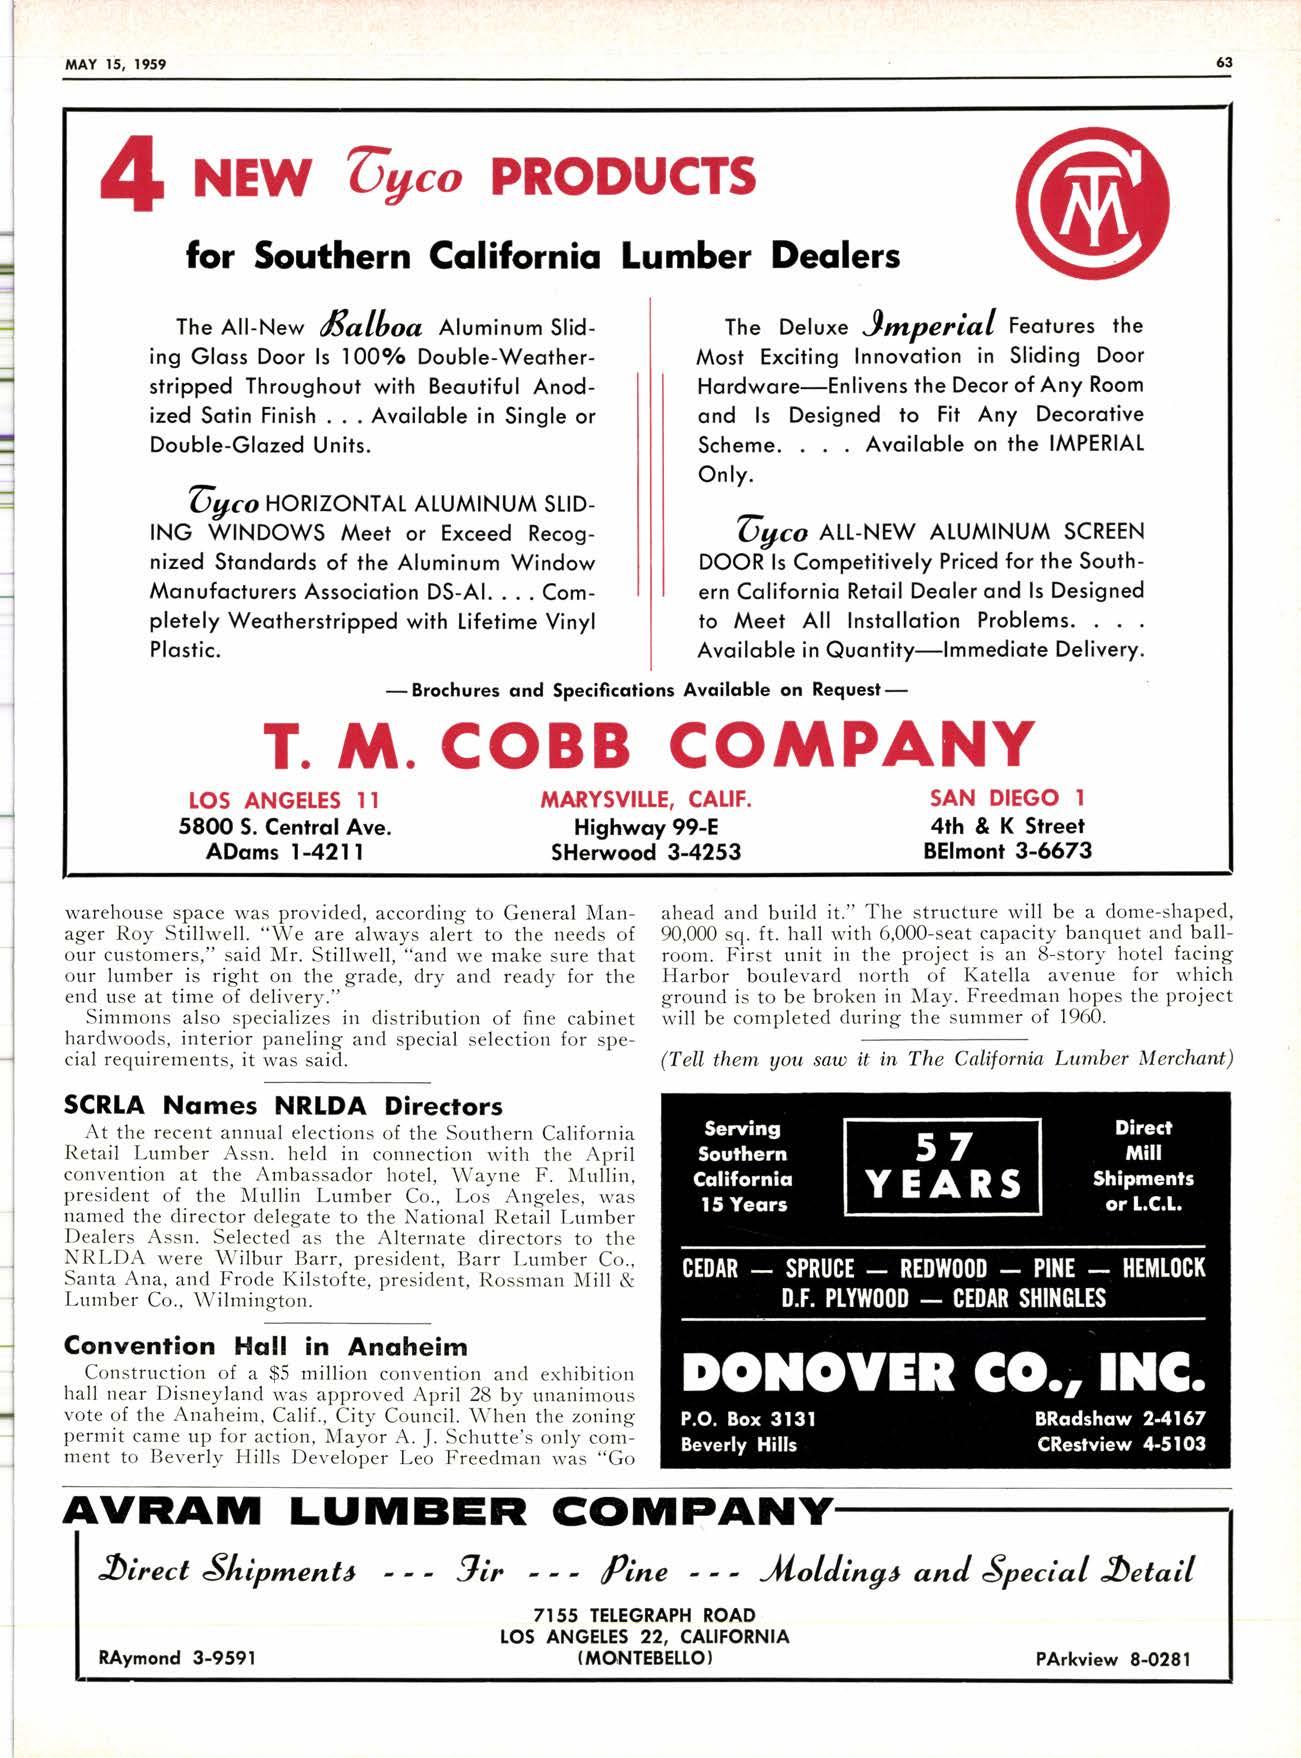 MAY 15, 1959
63
4 NEW Tyco PRODUCTS
for Southern California Lumber Dealers
CTM
The All-New Balboa Aluminum Slid-
ing Glass Door Is 100% Double-Weather-
stripped Throughout with Beautiful Anod-
ized Satin Finish . . . Available in Single or
Double-Glazed Units.
Tyco HORIZONTAL ALUMINUM SLID-
ING WINDOWS Meet or Exceed Recog-
nized Standards of the Aluminum Window
Manufacturers Association DS-AI. . . . Com-
pletely Weatherstripped with Lifetime Vinyl
Plastic.
The Deluxe Imperial Features the
Most Exciting Innovation in Sliding Door
Hardware—Enlivens the Decor of Any Room
and Is Designed to Fit Any Decorative
Scheme. . . . Available on the IMPERIAL
Only.
Tyco ALL-NEW ALUMINUM SCREEN
DOOR Is Competitively Priced for the South-
ern California Retail Dealer and Is Designed
to Meet All Installation Problems. . . .
Available in Quantity—Immediate Delivery.
—Brochures and Specifications Available on Request—
T. M. COBB COMPANY
LOS ANGELES 11
5800 S. Central Ave.
ADams 1-4211
MARYSVILLE, CALIF.
Highway 99-E
SHerwood 3-4253
SAN DIEGO 1
4th & K Street
BElmont 3-6673
warehouse space was provided, according to General Man-
ager Roy Stillwell. “We are always alert to the needs of
our customers,” said Mr. Stillwell, “and we make sure that
our lumber is right on the grade, dry and ready for the
end use at time of delivery.”
Simmons also specializes in distribution of fine cabinet
hardwoods, interior paneling and special selection for spe-
cial requirements, it was said.
SCRLA Names NRLDA Directors
At the recent annual elections of the Southern California
Retail Lumber Assn. held in connection with the April
convention at the Ambassador hotel, Wayne F. Mullin,
president of the Mullin Lumber Co., Los Angeles, was
named the director delegate to the National Retail Lumber
Dealers Assn. Selected as the Alternate directors to the
NRLDA were Wilbur Barr, president, Barr Lumber Co.,
Santa Ana, and Frode Kilstofte, president, Rossman Mill &
Lumber Co., Wilmington.
Convention Hall in Anaheim
Construction of a $5 million convention and exhibition
hall near Disneyland was approved April 28 by unanimous
vote of the Anaheim, Calif., City Council. When the zoning
permit came up for action, Mayor A. J. Schutte's only com-
ment to Beverly Hills Developer Leo Freedman was “Go
ahead and build it.” The structure will be a dome-shaped,
90,000 sq. ft. hall with 6,000-seat capacity banquet and ball-
room. First unit in the project is an 8-story hotel facing
Harbor boulevard north of Katella avenue for which
ground is to be broken in May. Freedman hopes the project
will be completed during the summer of 1960.
(Tell them you saw it in The California Lumber Merchant)
Serving
Southern
California
15 Years
57
YEARS
Direct
Mill
Shipments
or L.C.L.
CEDAR — SPRUCE — REDWOOD — PINE — HEMLOCK
D.F. PLYWOOD — CEDAR SHINGLES
DONOVER CO., INC.
P.O. Box 3131
Beverly Hills
BRadshaw 2-4167
CRestview 4-5103
AVRAM LUMBER COMPANY
Direct Shipments --- Fir --- Pine --- Moldings and Special Detail
7155 TELEGRAPH ROAD
LOS ANGELES 22, CALIFORNIA
(MONTEBELLO)
RAymond 3-9591
PArkview 8-0281